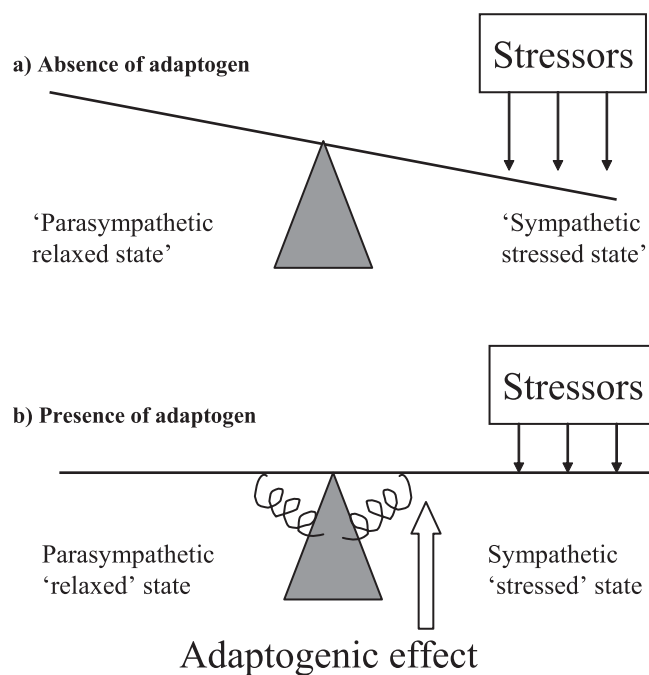 Stressors
a) Absence of adaptogen
‘Parasympathetic
relaxed state’
‘Sympathetic
stressed state’
Stressors
b) Presence of adaptogen
Parasympathetic
‘relaxed’ state
Sympathetic
‘stressed’ state
Adaptogenic effect